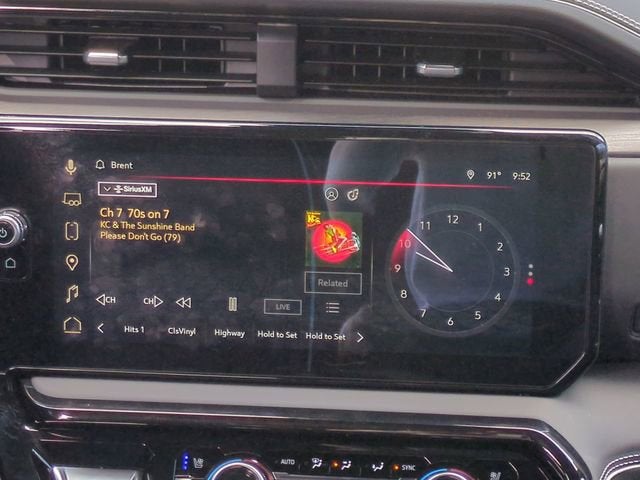 Brent
91° 9:52
SiriusXM
Ch 7 70s on 7
KC & The Sunshine Band
Please Don't Go (79)
Related
CH
CH
LIVE
Hits 1
ClsVinyl
Highway
Hold to Set
Hold to Set
12
1
2
3
4
5
6
7
8
9
10
11
AUTO
SYNC